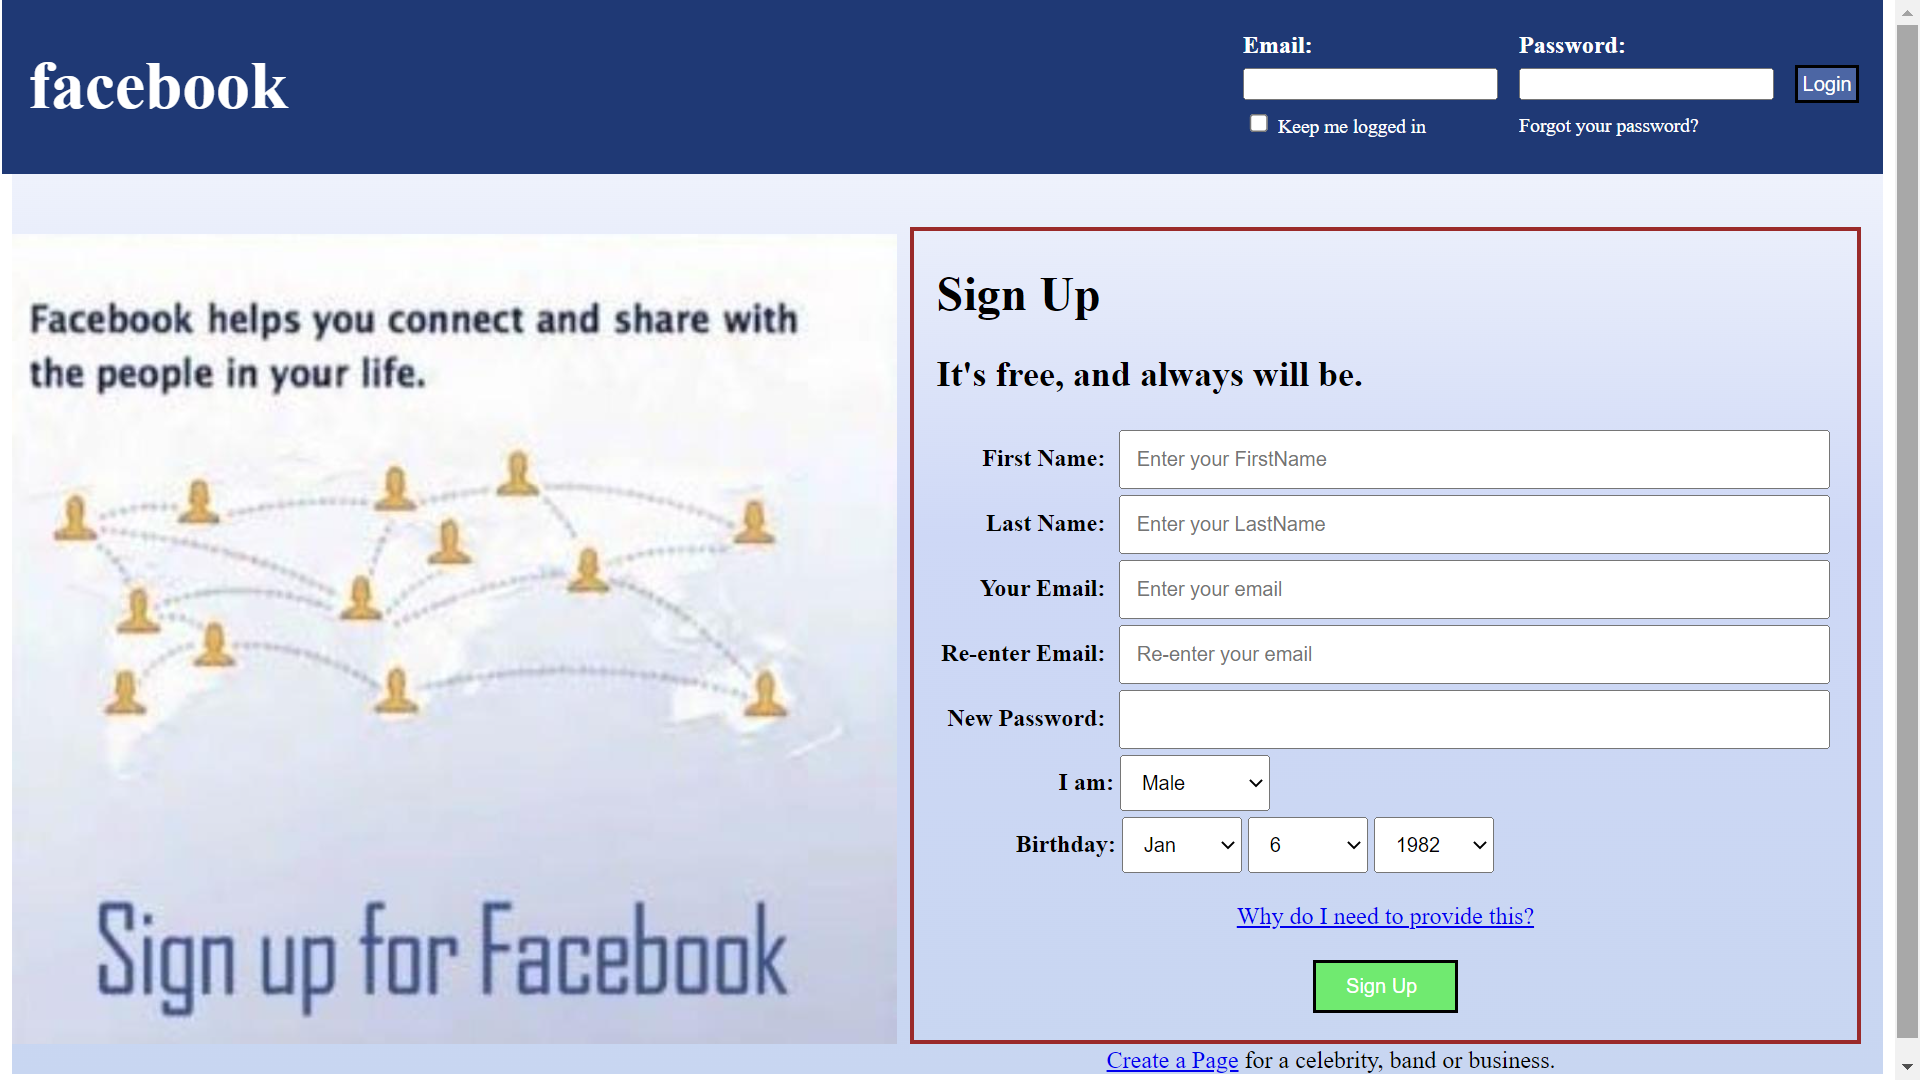 facebook
Email:
Password:
Login
Keep me logged in
Forgot your password?
Facebook helps you connect and share with
the people in your life.
Sign up for Facebook
Sign Up
It's free, and always will be.
First Name: Enter your FirstName
Last Name: Enter your LastName
Your Email: Enter your email
Re-enter Email: Re-enter your email
New Password:
I am: Male
Birthday: Jan 6 1982
Why do I need to provide this?
Sign Up
Create a Page for a celebrity, band or business.